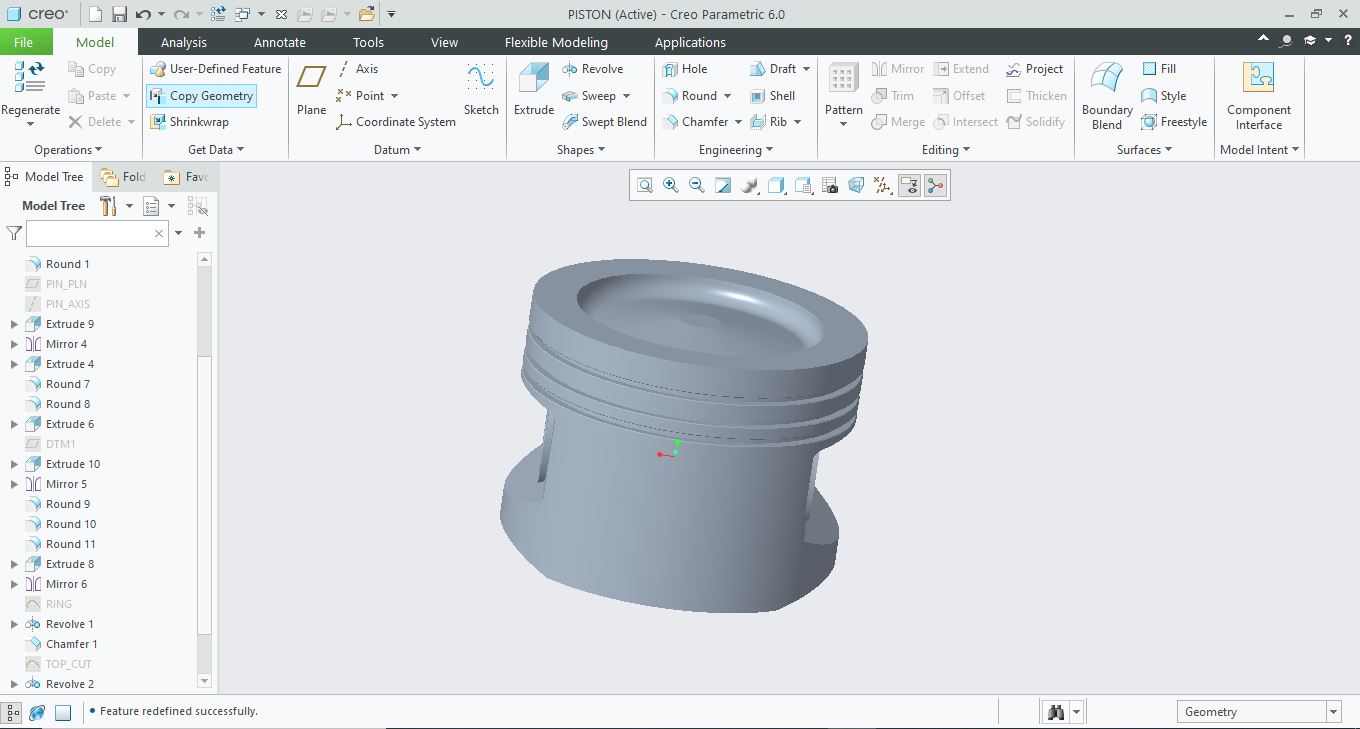 creo
PISTON (Active) - Creo Parametric 6.0
File Model Analysis Annotate Tools View Flexible Modeling Applications
Regenerate
Copy
Paste
Delete
Operations
User-Defined Feature
Copy Geometry
Shrinkwrap
Get Data
Plane
Axis
Point
Coordinate System
Sketch
Datum
Extrude
Revolve
Sweep
Swept Blend
Shapes
Hole
Round
Chamfer
Draft
Shell
Rib
Engineering
Pattern
Mirror
Trim
Merge
Extend
Offset
Intersect
Project
Thicken
Solidify
Editing
Boundary
Blend
Fill
Style
Freestyle
Surfaces
Component
Interface
Model Intent
Model Tree Fold Favo
Model Tree
Round 1
PIN_PLN
PIN_AXIS
Extrude 9
Mirror 4
Extrude 4
Round 7
Round 8
Extrude 6
DTM1
Extrude 10
Mirror 5
Round 9
Round 10
Round 11
Extrude 8
Mirror 6
RING
Revolve 1
Chamfer 1
TOP_CUT
Revolve 2
• Feature redefined successfully.
Geometry